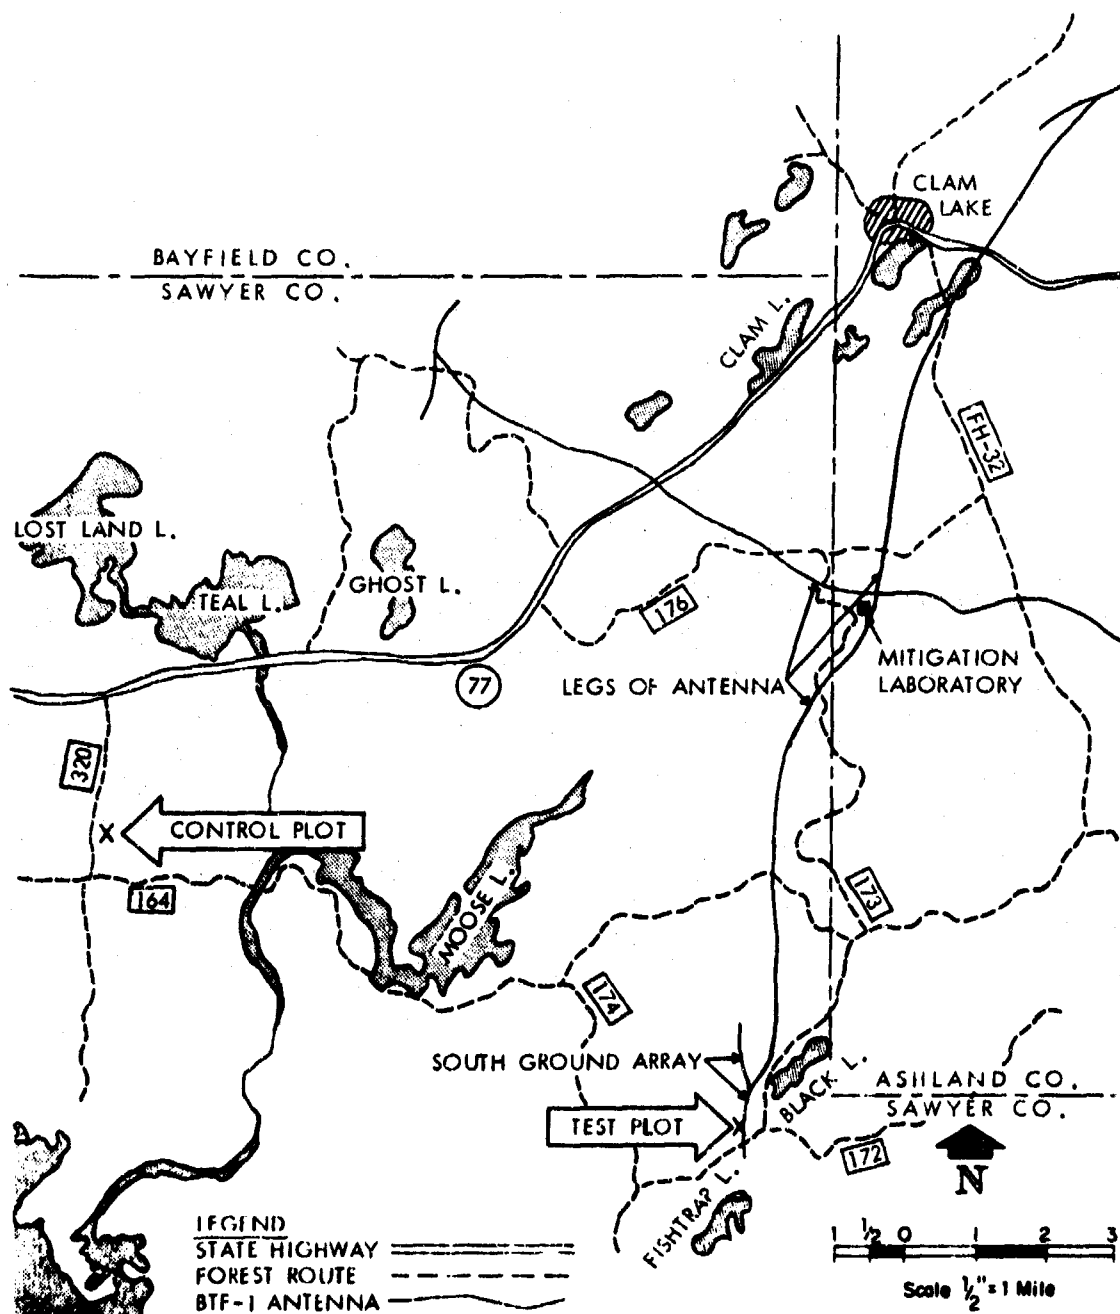 CLAM
LAKE
BAYFIELD CO.
SAWYER CO.
CLAM L.
FH-32
LOST LAND L.
TEAL L.
GHOST L.
176
77
LEGS OF ANTENNA
MITIGATION
LABORATORY
320
CONTROL PLOT
164
MOOSE L.
173
174
SOUTH GROUND ARRAY
BLACK L.
ASHLAND CO.
SAWYER CO.
TEST PLOT
172
N
FISHTRAP L.
LEGEND
STATE HIGHWAY
FOREST ROUTE
BTF-1 ANTENNA
1 1/2 0 1 2 3
Scale 1/2" = 1 Mile